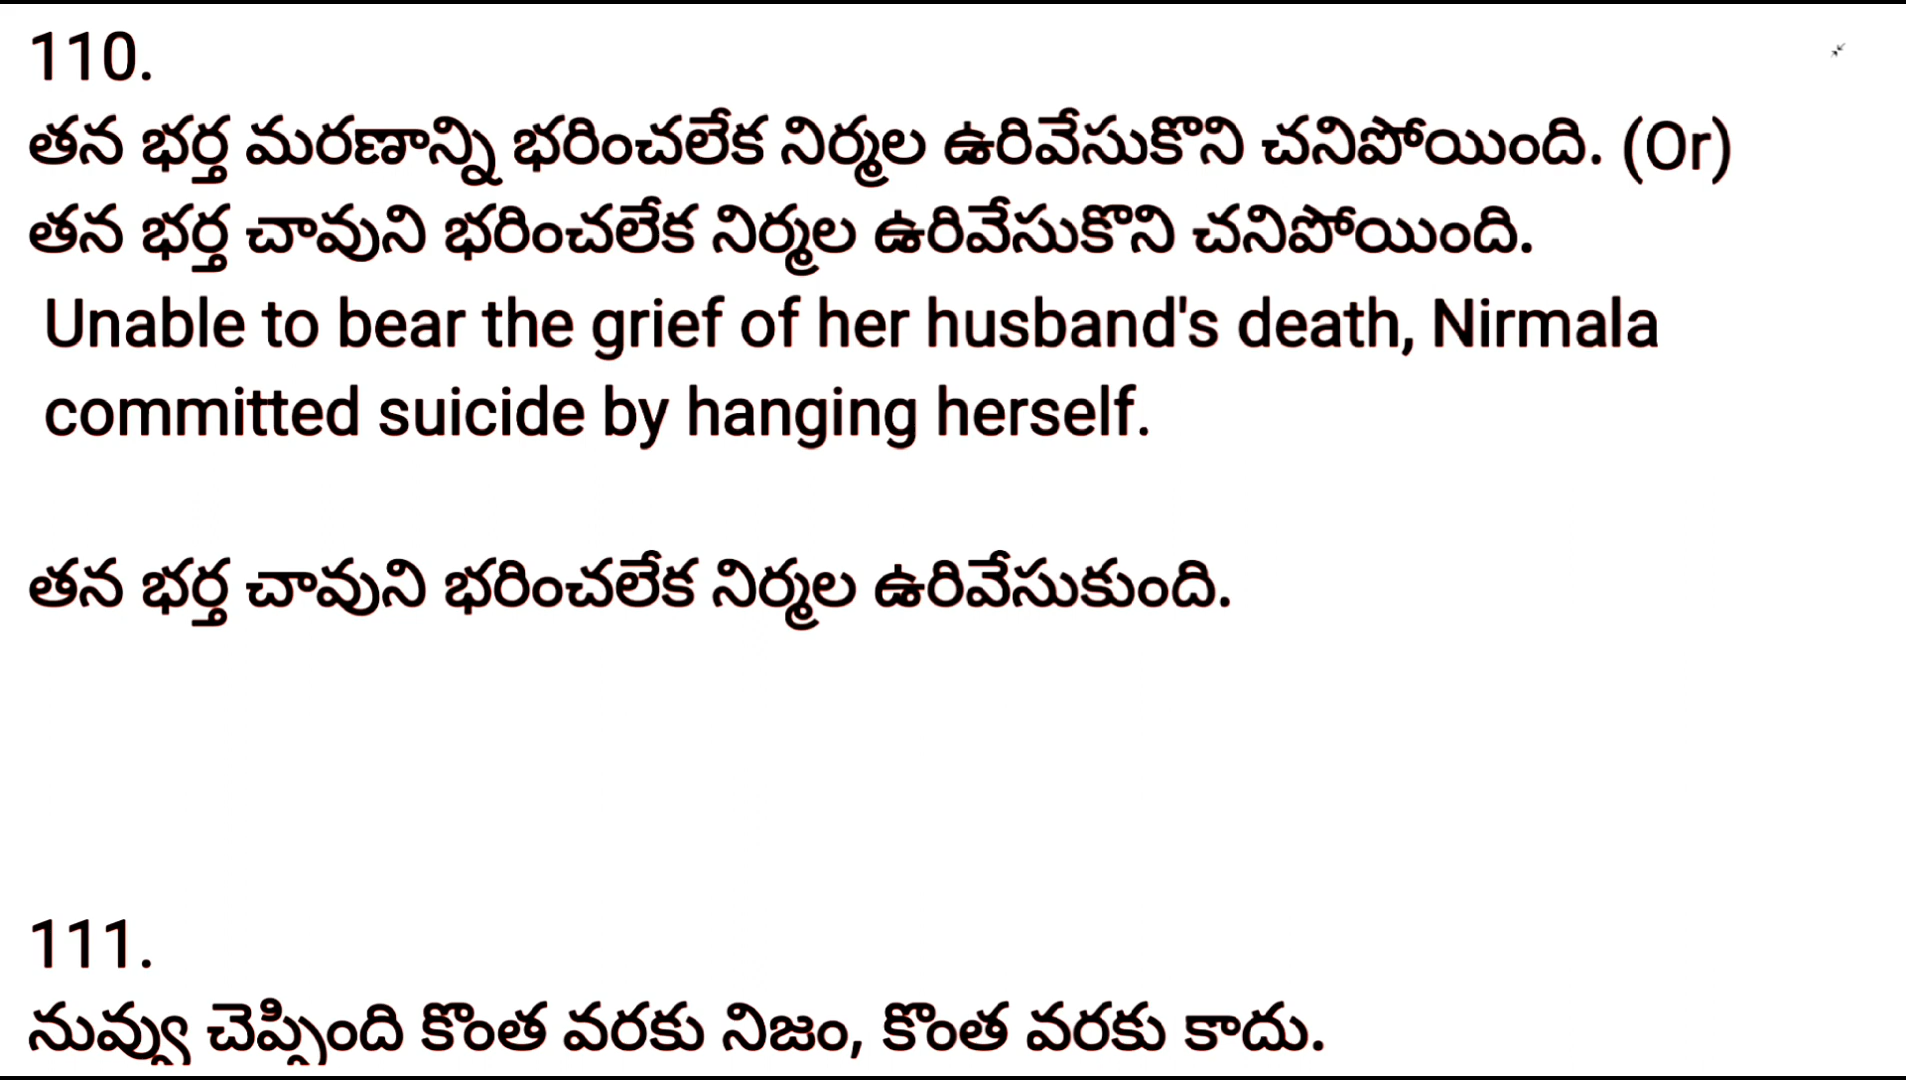 110.
తన భర్త మరణాన్ని భరించలేక నిర్మల ఉరివేసుకొని చనిపోయింది. (Or)
తన భర్త చావుని భరించలేక నిర్మల ఉరివేసుకొని చనిపోయింది.
Unable to bear the grief of her husband's death, Nirmala
committed suicide by hanging herself.
తన భర్త చావుని భరించలేక నిర్మల ఉరివేసుకుంది.
111.
నువ్వు చెప్పింది కొంత వరకు నిజం, కొంత వరకు కాదు.